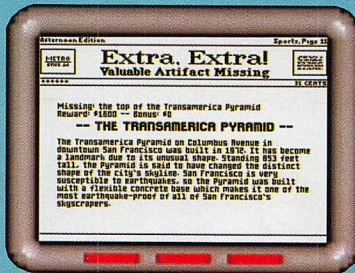 Afternoon Edition
Sports, Page 11
METRO
Extra, Extra!
Valuable Artifact Missing
35 CENTS
Missing: the top of the Transamerica Pyramid
Reward: $1600 -- Bonus: $0
-- THE TRANSAMERICA PYRAMID --
The Transamerica Pyramid on Columbus Avenue in
downtown San Francisco was built in 1972. It has become
a landmark due to its unusual shape. Standing 853 feet
tall, the Pyramid is said to have changed the distinct
shape of the city's skyline. San Francisco is very
susceptible to earthquakes, so the Pyramid was built
with a flexible concrete base which makes it one of the
most earthquake-proof of all of San Francisco's
skyscrapers.